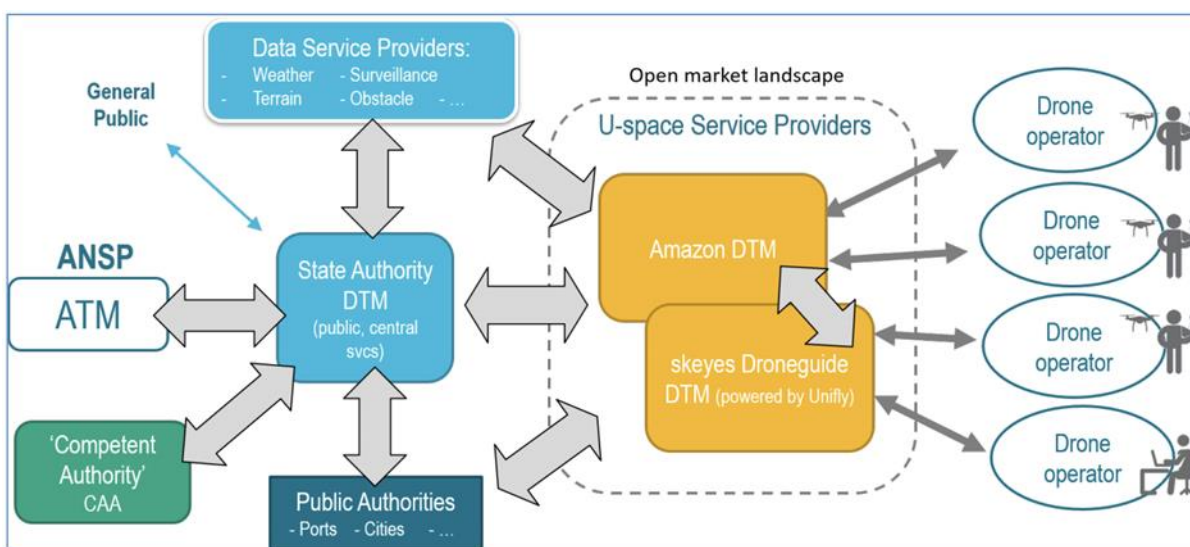 Data Service Providers:
- Weather - Surveillance
- Terrain - Obstacle - ...
General
Public
ANSP
ATM
State Authority
DTM
(public, central
svcs)
'Competent
Authority'
CAA
Public Authorities
- Ports - Cities - ...
Open market landscape
U-space Service Providers
Amazon DTM
skeyes Droneguide
DTM (powered by Unifly)
Drone
operator
Drone
operator
Drone
operator
Drone
operator